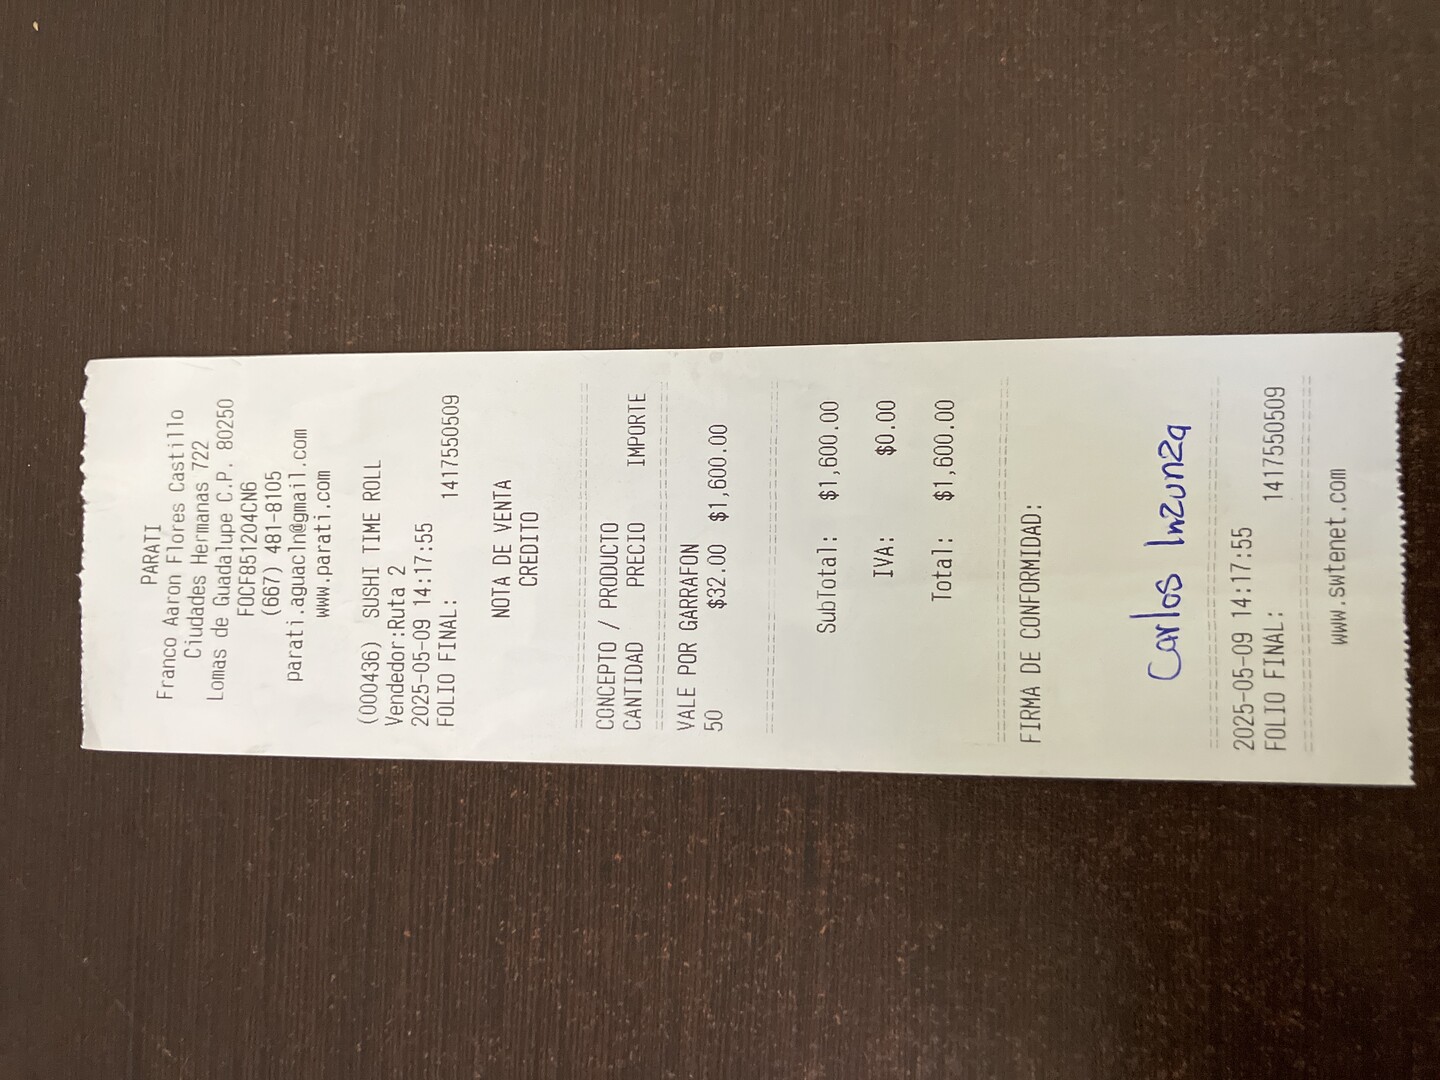 PARATI
Franco Aaron Flores Castillo
Ciudades Hermanas 722
Lomas de Guadalupe C.P. 80250
FOCF851204CN6
(667) 481-8105
parati.aguacln@gmail.com
www.parati.com
(000436) SUSHI TIME ROLL
Vendedor:Ruta 2
2025-05-09 14:17:55
FOLIO FINAL: 1417550509
NOTA DE VENTA
CREDITO
CONCEPTO / PRODUCTO
CANTIDAD PRECIO IMPORTE
VALE POR GARRAFON
50 $32.00 $1,600.00
SubTotal: $1,600.00
IVA: $0.00
Total: $1,600.00
FIRMA DE CONFORMIDAD:
Carlos Inzunza
2025-05-09 14:17:55
FOLIO FINAL: 1417550509
www.swtenet.com